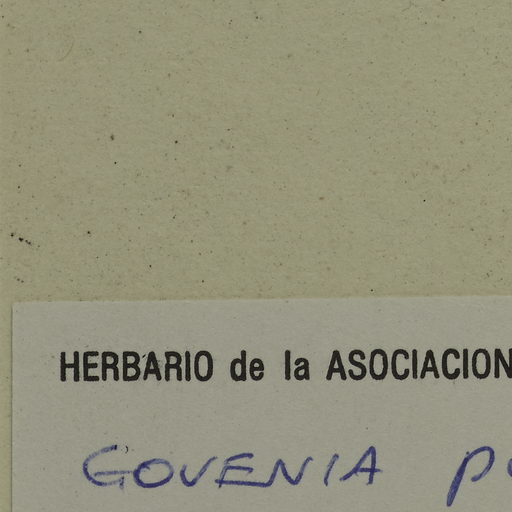 HERBARIO de la ASOCIACION
GOVENIA